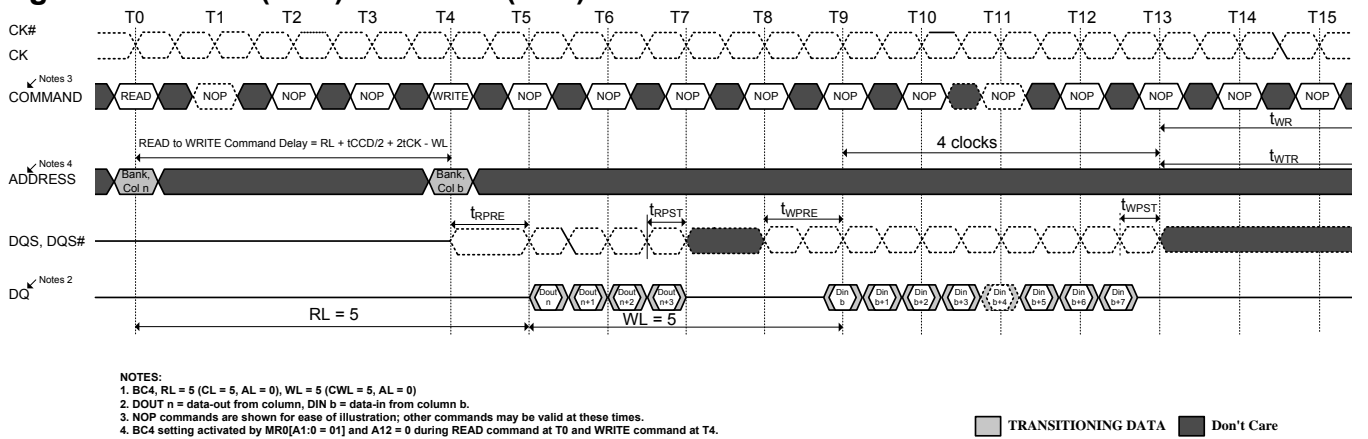 T0 T1 T2 T3 T4 T5 T6 T7 T8 T9 T10 T11 T12 T13 T14 T15
CK#
CK
Notes 3
COMMAND READ NOP NOP NOP WRITE NOP NOP NOP NOP NOP NOP NOP NOP NOP NOP NOP
tWR
READ to WRITE Command Delay = RL + tCCD/2 + 2tCK - WL
4 clocks
tWTR
Notes 4
ADDRESS
Bank, Col n
Bank, Col b
tRPRE tRPST tWPRE tWPST
DQS, DQS#
Notes 2
DQ
Dout n Dout n+1 Dout n+2 Dout n+3 Din b Din b+1 Din b+2 Din b+3 Din b+4 Din b+5 Din b+6 Din b+7
RL = 5 WL = 5
NOTES:
1. BC4, RL = 5 (CL = 5, AL = 0), WL = 5 (CWL = 5, AL = 0)
2. DOUT n = data-out from column, DIN b = data-in from column b.
3. NOP commands are shown for ease of illustration; other commands may be valid at these times.
4. BC4 setting activated by MR0[A1:0 = 01] and A12 = 0 during READ command at T0 and WRITE command at T4.
TRANSITIONING DATA Don't Care